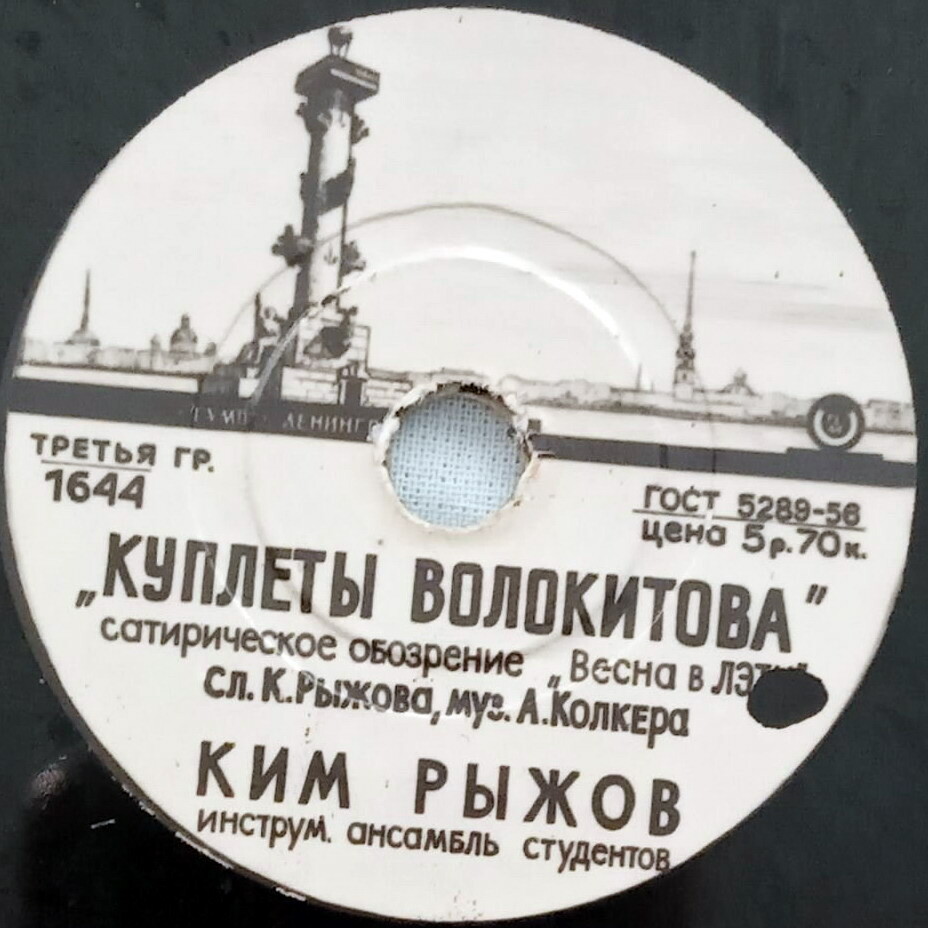 ЛЕНИНГР
ТРЕТЬЯ ГР.
1644
ГОСТ 5289-56
цена 5р.70к.
„КУПЛЕТЫ ВОЛОКИТОВА"
сатирическое обозрение „Весна в
сл. К.Рыжова, муз. А.Колкера
КИМ РЫЖОВ
инструм. ансамбль студентов